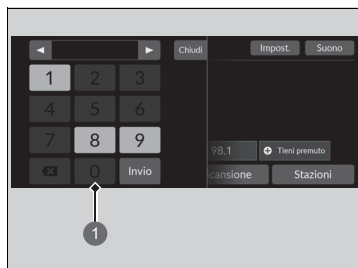 Chiudi
Impost.
Suono
1 2 3
4 5 6
7 8 9
0 Invio
98.1
Tieni premuto
cansione
Stazioni
1